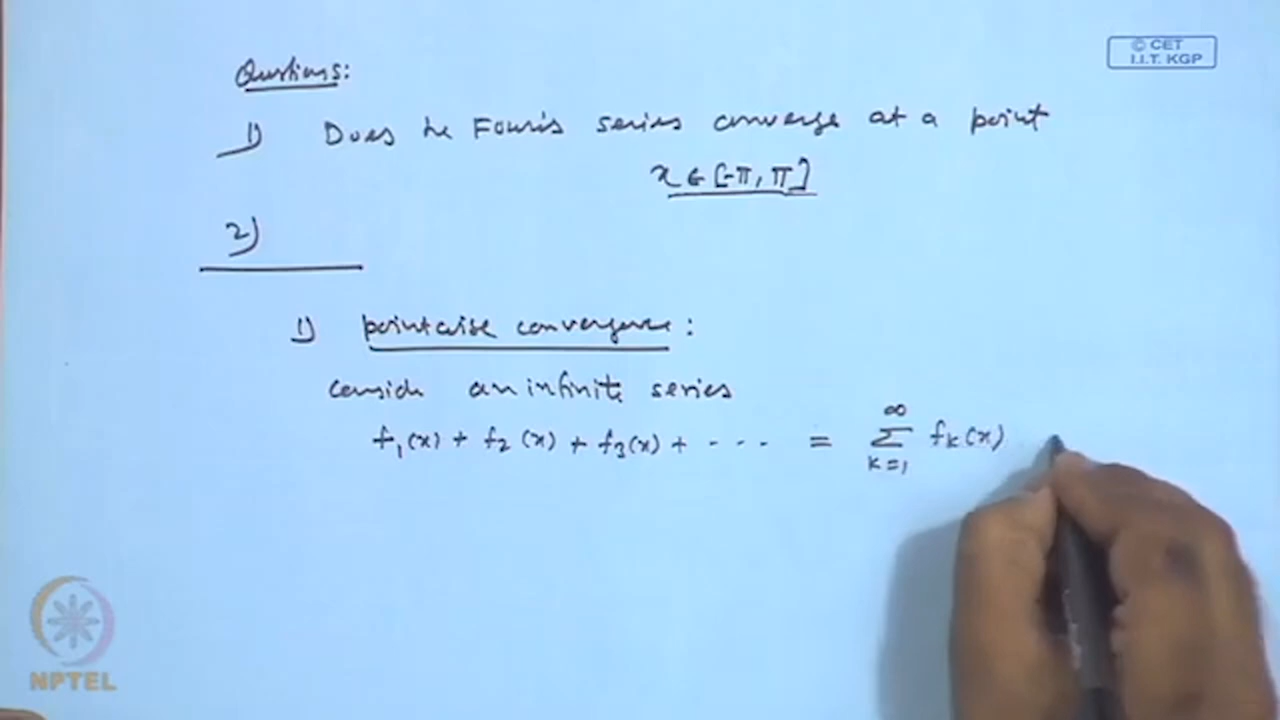 © CET
I.I.T. KGP
Questions:
1) Does the Fourier series converge at a point
x ∈ [-π, π]
2)
1) pointwise convergence:
consider an infinite series
f₁(x) + f₂(x) + f₃(x) + - - - = ∑_{k=1}^{∞} fₖ(x)
NPTEL